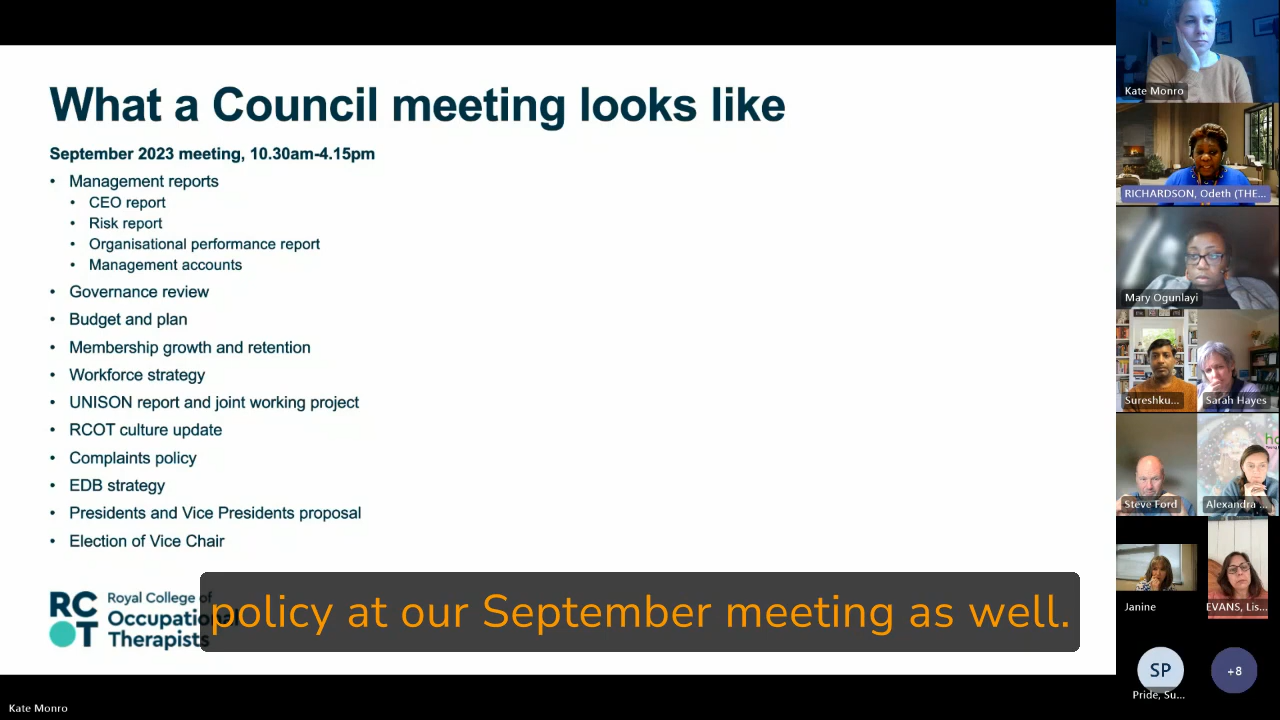 What a Council meeting looks like
September 2023 meeting, 10.30am-4.15pm
• Management reports
• CEO report
• Risk report
• Organisational performance report
• Management accounts
• Governance review
• Budget and plan
• Membership growth and retention
• Workforce strategy
• UNISON report and joint working project
• RCOT culture update
• Complaints policy
• EDB strategy
• Presidents and Vice Presidents proposal
• Election of Vice Chair
RC
OT
Royal College of
Occupational
Therapists
policy at our September meeting as well.
Kate Monro
Kate Monro
RICHARDSON, Odeth (THE...
Mary Ogunlayi
Sureshku...
Sarah Hayes
Steve Ford
Alexandra ...
Janine
EVANS, Lis...
SP
Pride, Su...
+8